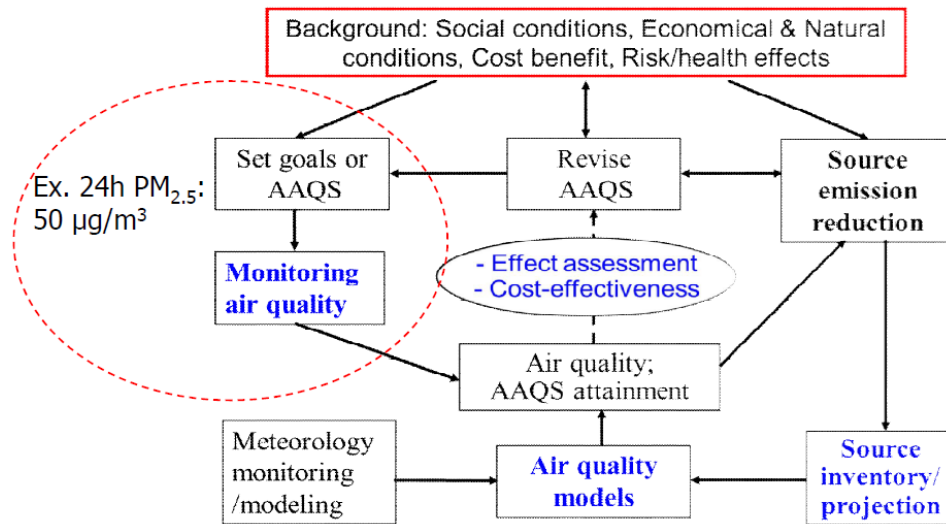 Background: Social conditions, Economical & Natural
conditions, Cost benefit, Risk/health effects
Set goals or
AAQS
Revise
AAQS
Source
emission
reduction
Ex. 24h PM2.5:
50 µg/m³
Monitoring
air quality
- Effect assessment
- Cost-effectiveness
Air quality;
AAQS attainment
Meteorology
monitoring
/modeling
Air quality
models
Source
inventory/
projection